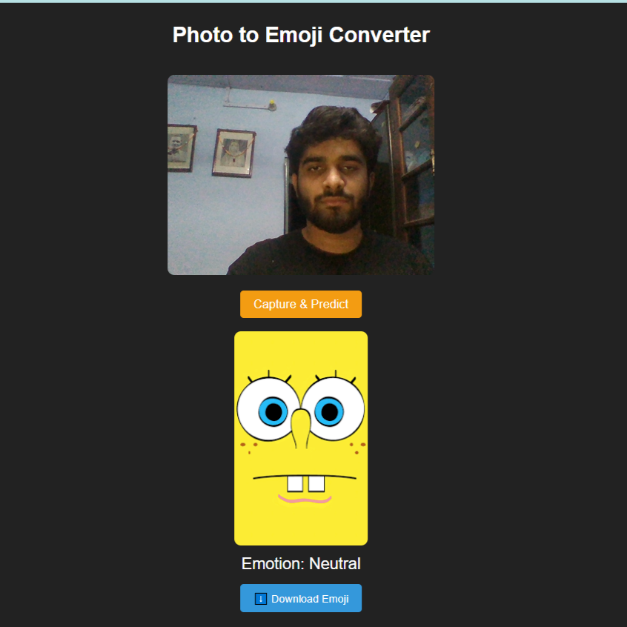 Photo to Emoji Converter
Capture & Predict
Emotion: Neutral
Download Emoji